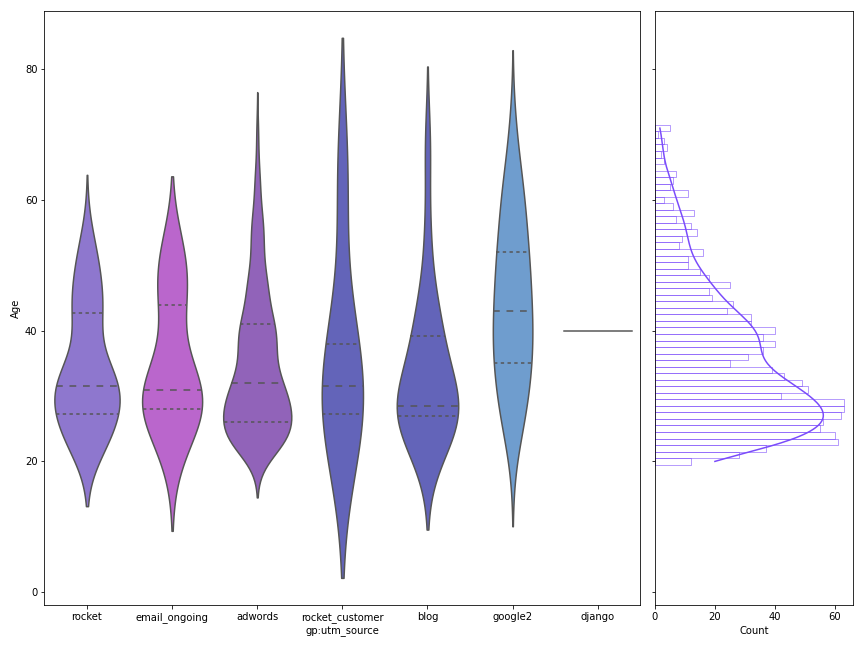 80
60
Age
40
20
0
rocket email_ongoing adwords rocket_customer blog google2 django
gp:utm_source
0 20 40 60
Count